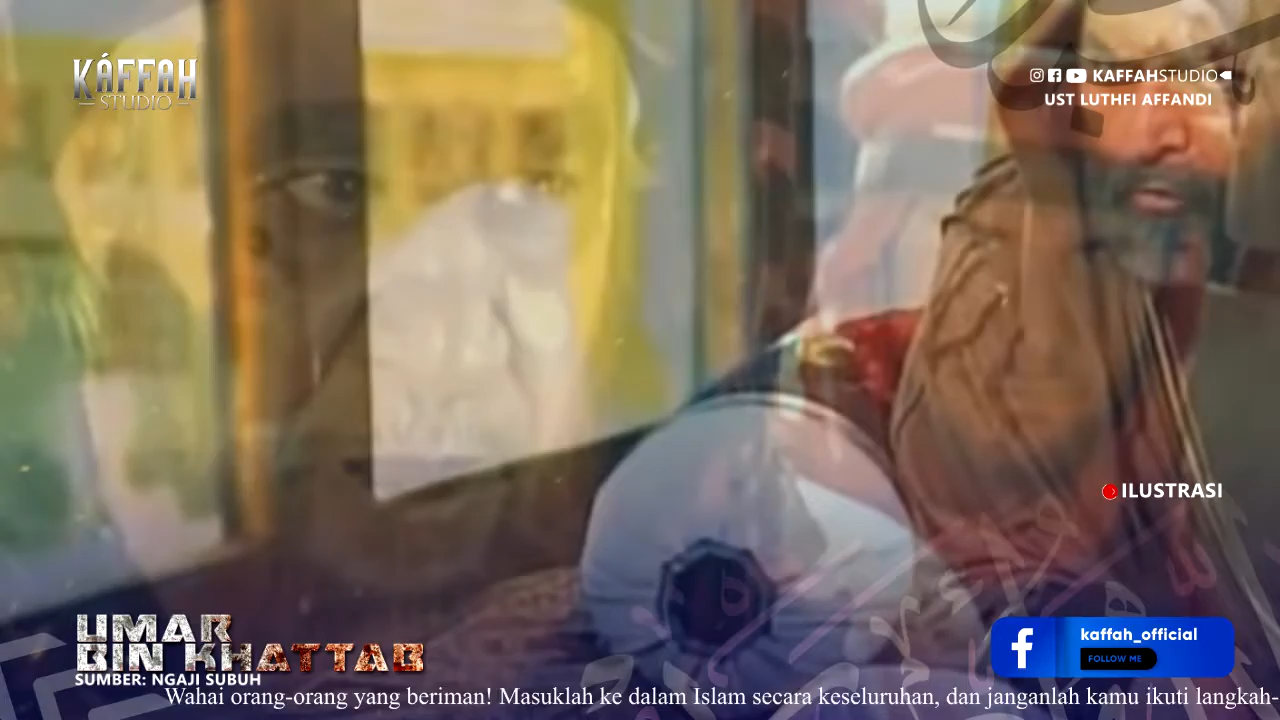 KÁFFAH
STUDIO
KAFFAHSTUDIO
UST LUTHFI AFFANDI
ILUSTRASI
UMAR
BIN KHATTAB
SUMBER: NGAJI SUBUH
kaffah_official
FOLLOW ME
Wahai orang-orang yang beriman! Masuklah ke dalam Islam secara keseluruhan, dan janganlah kamu ikuti langkah-